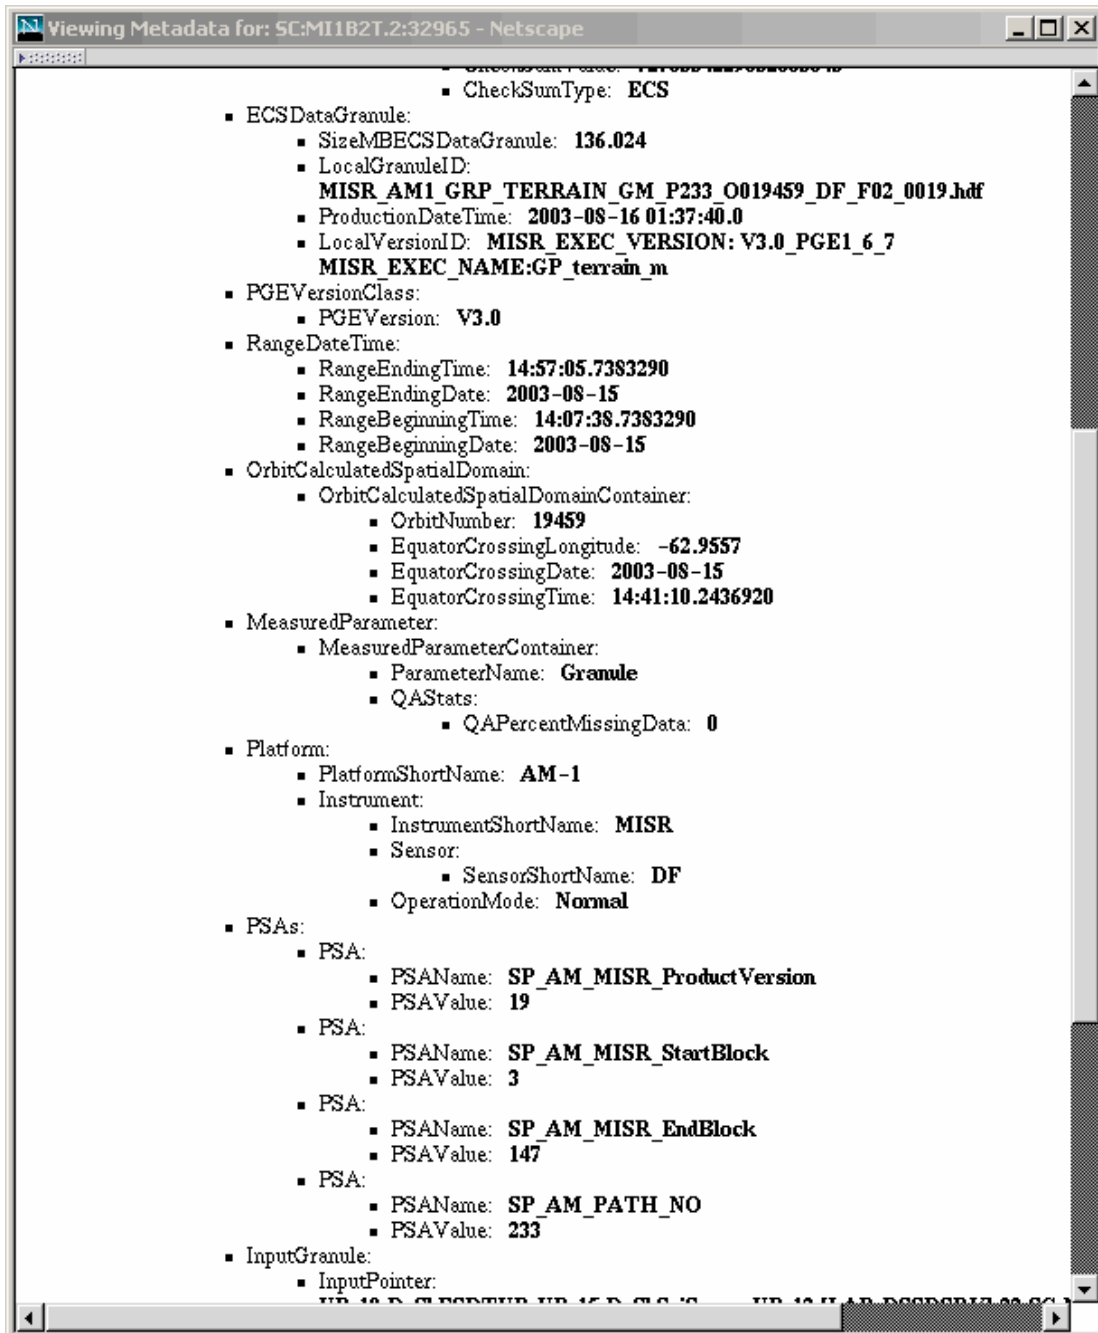 Viewing Metadata for: SC:MI1B2T.2:32965 - Netscape
CheckSumType: ECS
ECSDataGranule:
SizeMBECSDataGranule: 136.024
LocalGranuleID:
MISR_AM1_GRP_TERRAIN_GM_P233_O019459_DF_F02_0019.hdf
ProductionDateTime: 2003-08-16 01:37:40.0
LocalVersionID: MISR_EXEC_VERSION: V3.0_PGE1_6_7
MISR_EXEC_NAME:GP_terrain_m
PGEVersionClass:
PGEVersion: V3.0
RangeDateTime:
RangeEndingTime: 14:57:05.7383290
RangeEndingDate: 2003-08-15
RangeBeginningTime: 14:07:38.7383290
RangeBeginningDate: 2003-08-15
OrbitCalculatedSpatialDomain:
OrbitCalculatedSpatialDomainContainer:
OrbitNumber: 19459
EquatorCrossingLongitude: -62.9557
EquatorCrossingDate: 2003-08-15
EquatorCrossingTime: 14:41:10.2436920
MeasuredParameter:
MeasuredParameterContainer:
ParameterName: Granule
QAStats:
QAPercentMissingData: 0
Platform:
PlatformShortName: AM-1
Instrument:
InstrumentShortName: MISR
Sensor:
SensorShortName: DF
OperationMode: Normal
PSAs:
PSA:
PSAName: SP_AM_MISR_ProductVersion
PSAValue: 19
PSA:
PSAName: SP_AM_MISR_StartBlock
PSAValue: 3
PSA:
PSAName: SP_AM_MISR_EndBlock
PSAValue: 147
PSA:
PSAName: SP_AM_PATH_NO
PSAValue: 233
InputGranule:
InputPointer: